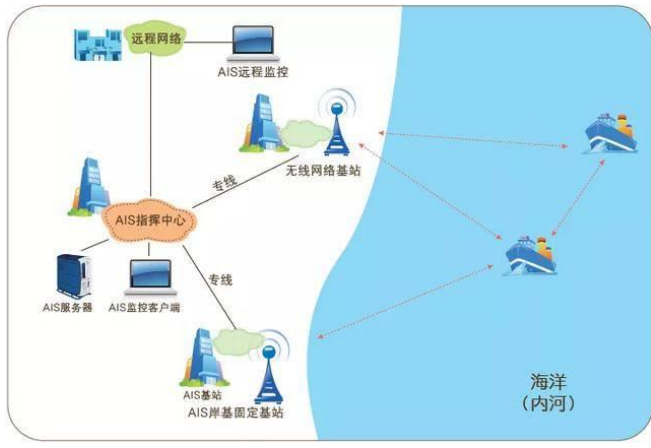 远程网络
AIS远程监控
无线网络基站
专线
AIS指挥中心
专线
AIS服务器
AIS监控客户端
AIS基站
AIS岸基固定基站
海洋
（内河）